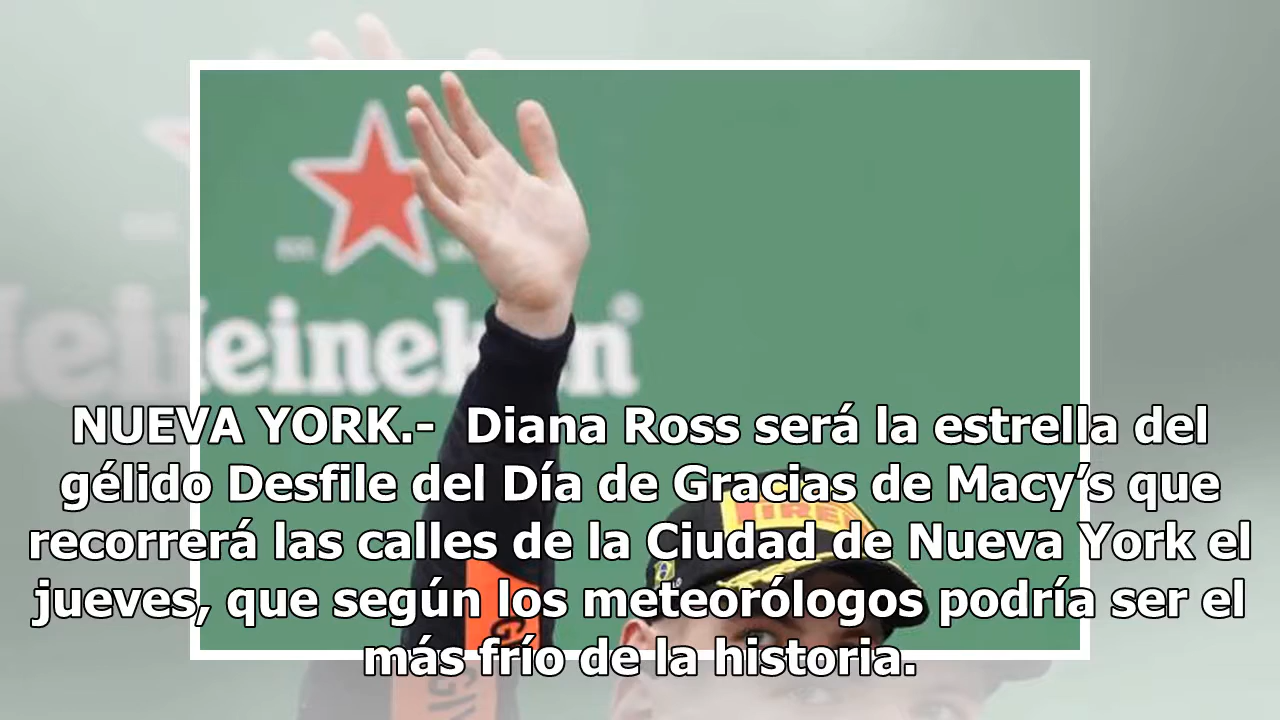 Heineken
NUEVA YORK.- Diana Ross será la estrella del
gélido Desfile del Día de Gracias de Macy’s que
recorrerá las calles de la Ciudad de Nueva York el
jueves, que según los meteorólogos podría ser el
más frío de la historia.
PIRELLI